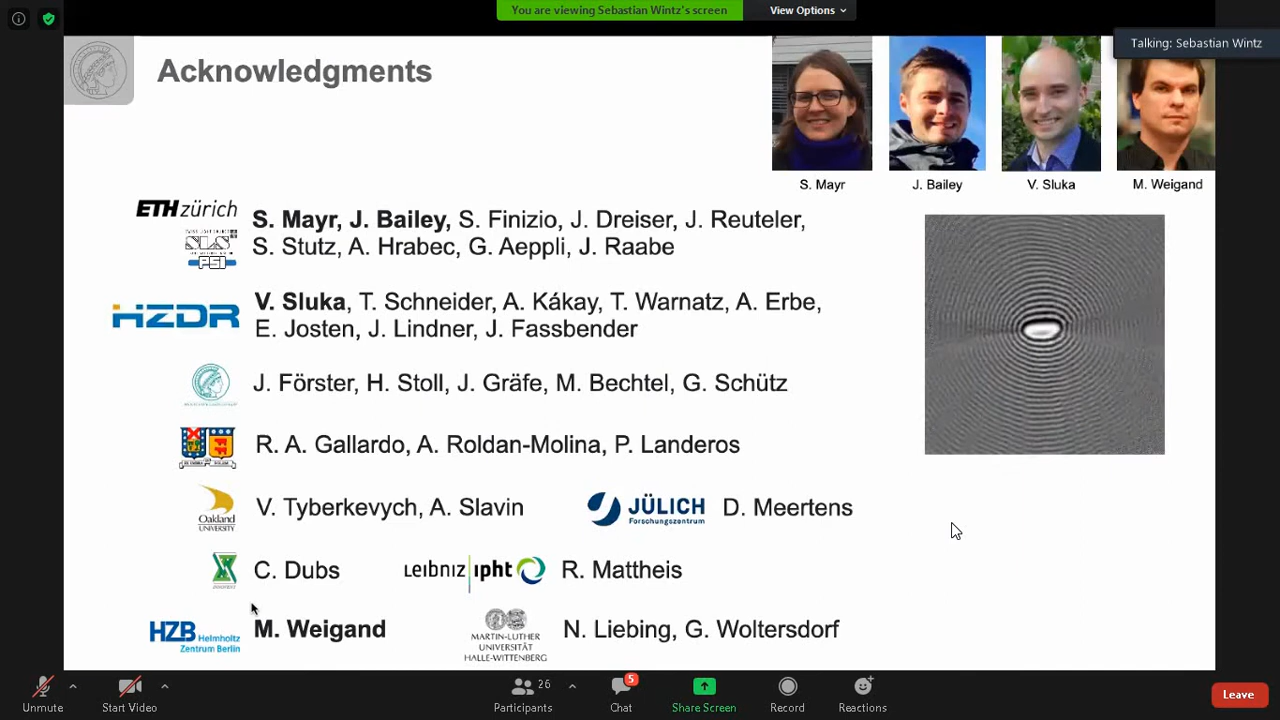 You are viewing Sebastian Wintz's screen
View Options
Talking: Sebastian Wintz
Acknowledgments
S. Mayr
J. Bailey
V. Sluka
M. Weigand
ETH zürich
SLS
PSI
S. Mayr, J. Bailey, S. Finizio, J. Dreiser, J. Reuteler,
S. Stutz, A. Hrabec, G. Aeppli, J. Raabe
HZDR
V. Sluka, T. Schneider, A. Kákay, T. Warnatz, A. Erbe,
E. Josten, J. Lindner, J. Fassbender
J. Förster, H. Stoll, J. Gräfe, M. Bechtel, G. Schütz
R. A. Gallardo, A. Roldan-Molina, P. Landeros
Oakland
UNIVERSITY
V. Tyberkevych, A. Slavin
JÜLICH
Forschungszentrum
D. Meertens
C. Dubs
Leibniz ipht
R. Mattheis
HZB Helmholtz
Zentrum Berlin
M. Weigand
MARTIN-LUTHER
UNIVERSITÄT
HALLE-WITTENBERG
N. Liebing, G. Woltersdorf
Unmute
Start Video
26
Participants
5
Chat
Share Screen
Record
Reactions
Leave